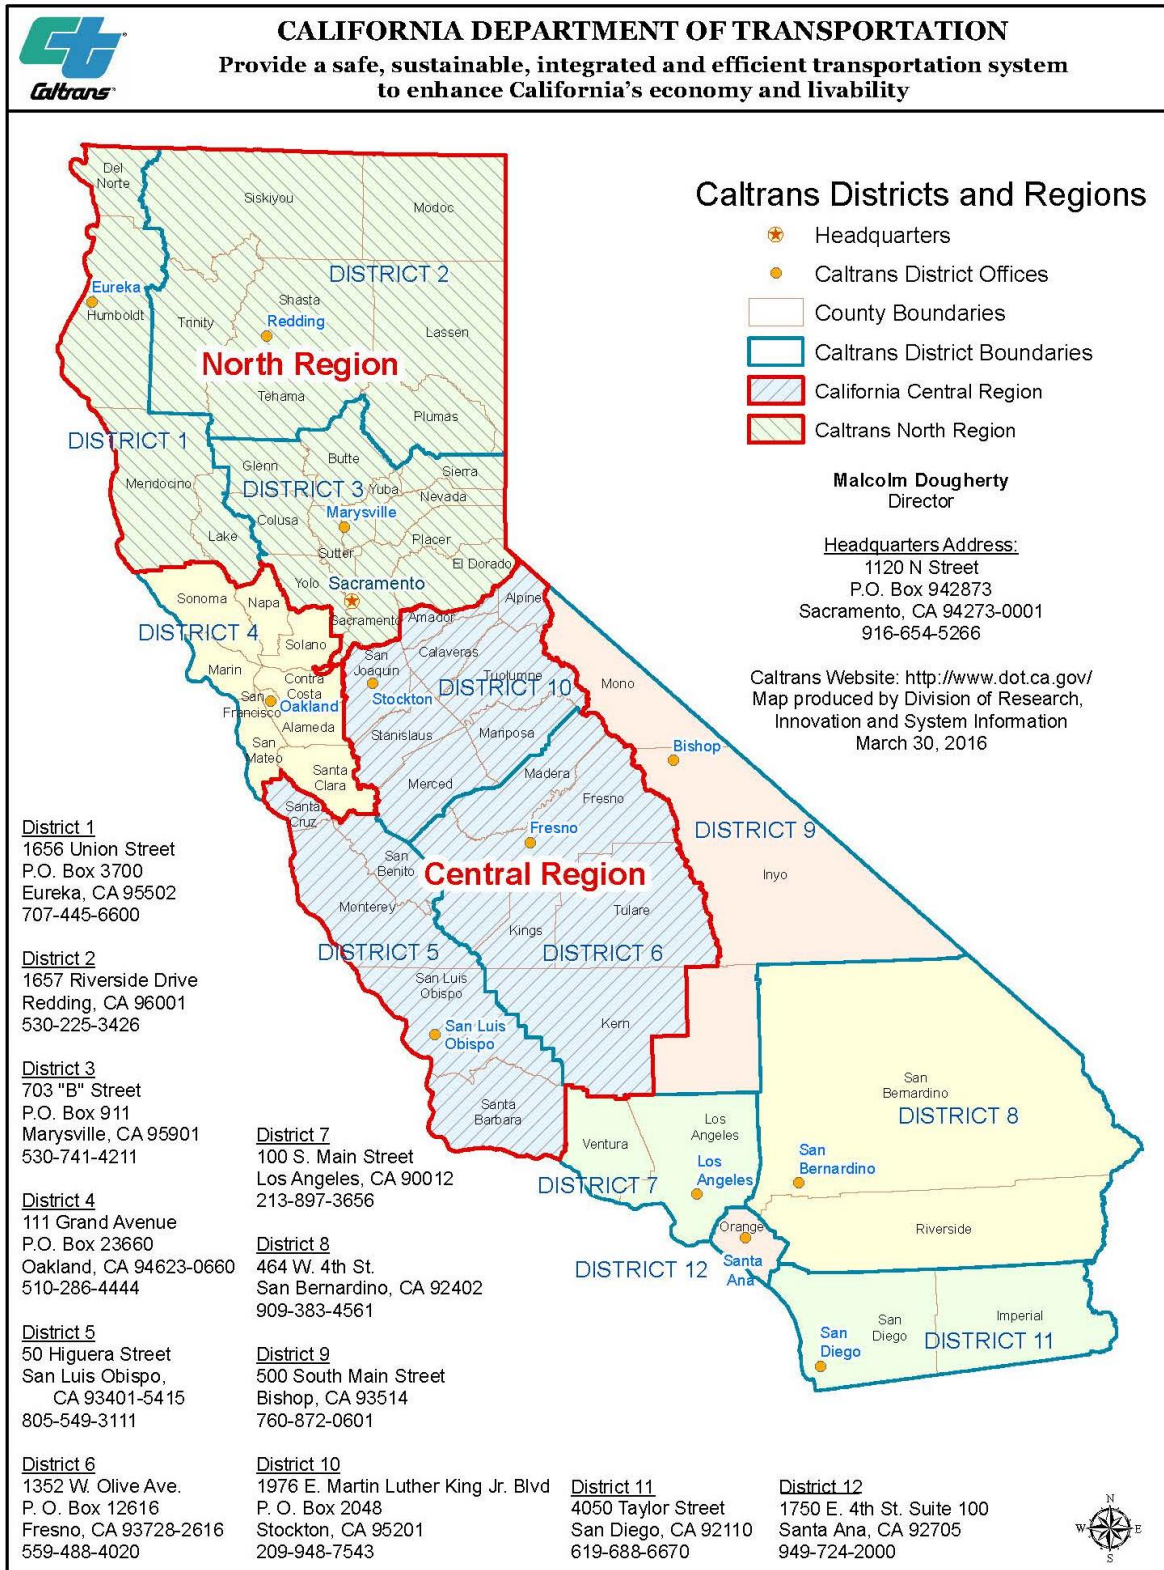 Caltrans
CALIFORNIA DEPARTMENT OF TRANSPORTATION
Provide a safe, sustainable, integrated and efficient transportation system
to enhance California's economy and livability
Caltrans Districts and Regions
Headquarters
Caltrans District Offices
County Boundaries
Caltrans District Boundaries
California Central Region
Caltrans North Region
Malcolm Dougherty
Director
Headquarters Address:
1120 N Street
P.O. Box 942873
Sacramento, CA 94273-0001
916-654-5266
Caltrans Website: http://www.dot.ca.gov/
Map produced by Division of Research,
Innovation and System Information
March 30, 2016
Del
Norte
Siskiyou
Modoc
DISTRICT 2
Eureka
Humboldt
Trinity
Shasta
Redding
Lassen
North Region
Tehama
Plumas
DISTRICT 1
Glenn
Butte
Sierra
Mendocino
DISTRICT 3
Yuba
Nevada
Colusa
Marysville
Lake
Sutter
Placer
El Dorado
Yolo
Sacramento
Sacramento
Sonoma
Napa
DISTRICT 4
Solano
Marin
Contra
Costa
San
Francisco
Oakland
Alameda
San
Mateo
Santa
Clara
Alpine
Amador
Calaveras
San
Joaquin
Tuolumne
DISTRICT 10
Stockton
Stanislaus
Mariposa
Merced
Mono
Bishop
Madera
Fresno
Fresno
DISTRICT 9
Inyo
Santa
Cruz
San
Benito
Central Region
Monterey
Tulare
Kings
DISTRICT 5
DISTRICT 6
San Luis
Obispo
San Luis
Obispo
Kern
Santa
Barbara
San
Bernardino
DISTRICT 8
Ventura
Los
Angeles
Los
Angeles
DISTRICT 7
San
Bernardino
Orange
Riverside
DISTRICT 12
Santa
Ana
San
Diego
San
Diego
Imperial
DISTRICT 11
District 1
1656 Union Street
P.O. Box 3700
Eureka, CA 95502
707-445-6600
District 2
1657 Riverside Drive
Redding, CA 96001
530-225-3426
District 3
703 "B" Street
P.O. Box 911
Marysville, CA 95901
530-741-4211
District 4
111 Grand Avenue
P.O. Box 23660
Oakland, CA 94623-0660
510-286-4444
District 5
50 Higuera Street
San Luis Obispo,
CA 93401-5415
805-549-3111
District 6
1352 W. Olive Ave.
P. O. Box 12616
Fresno, CA 93728-2616
559-488-4020
District 7
100 S. Main Street
Los Angeles, CA 90012
213-897-3656
District 8
464 W. 4th St.
San Bernardino, CA 92402
909-383-4561
District 9
500 South Main Street
Bishop, CA 93514
760-872-0601
District 10
1976 E. Martin Luther King Jr. Blvd
P. O. Box 2048
Stockton, CA 95201
209-948-7543
District 11
4050 Taylor Street
San Diego, CA 92110
619-688-6670
District 12
1750 E. 4th St. Suite 100
Santa Ana, CA 92705
949-724-2000
N
W
E
S